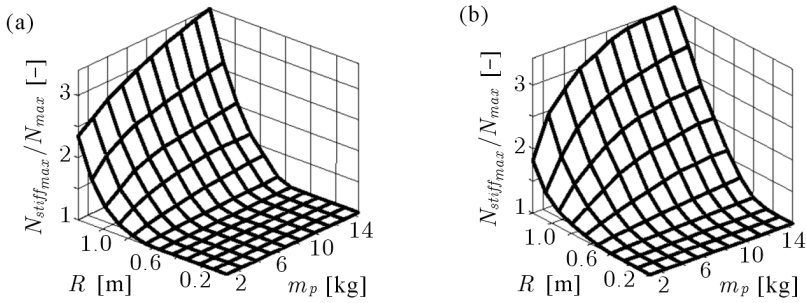 (a)
N_{stiff_{max}}/N_{max} [-]
3
2
1
1.0
0.6
0.2
R [m]
2
6
10
14
m_p [kg]
(b)
N_{stiff_{max}}/N_{max} [-]
3
2
1
1.0
0.6
0.2
R [m]
2
6
10
14
m_p [kg]